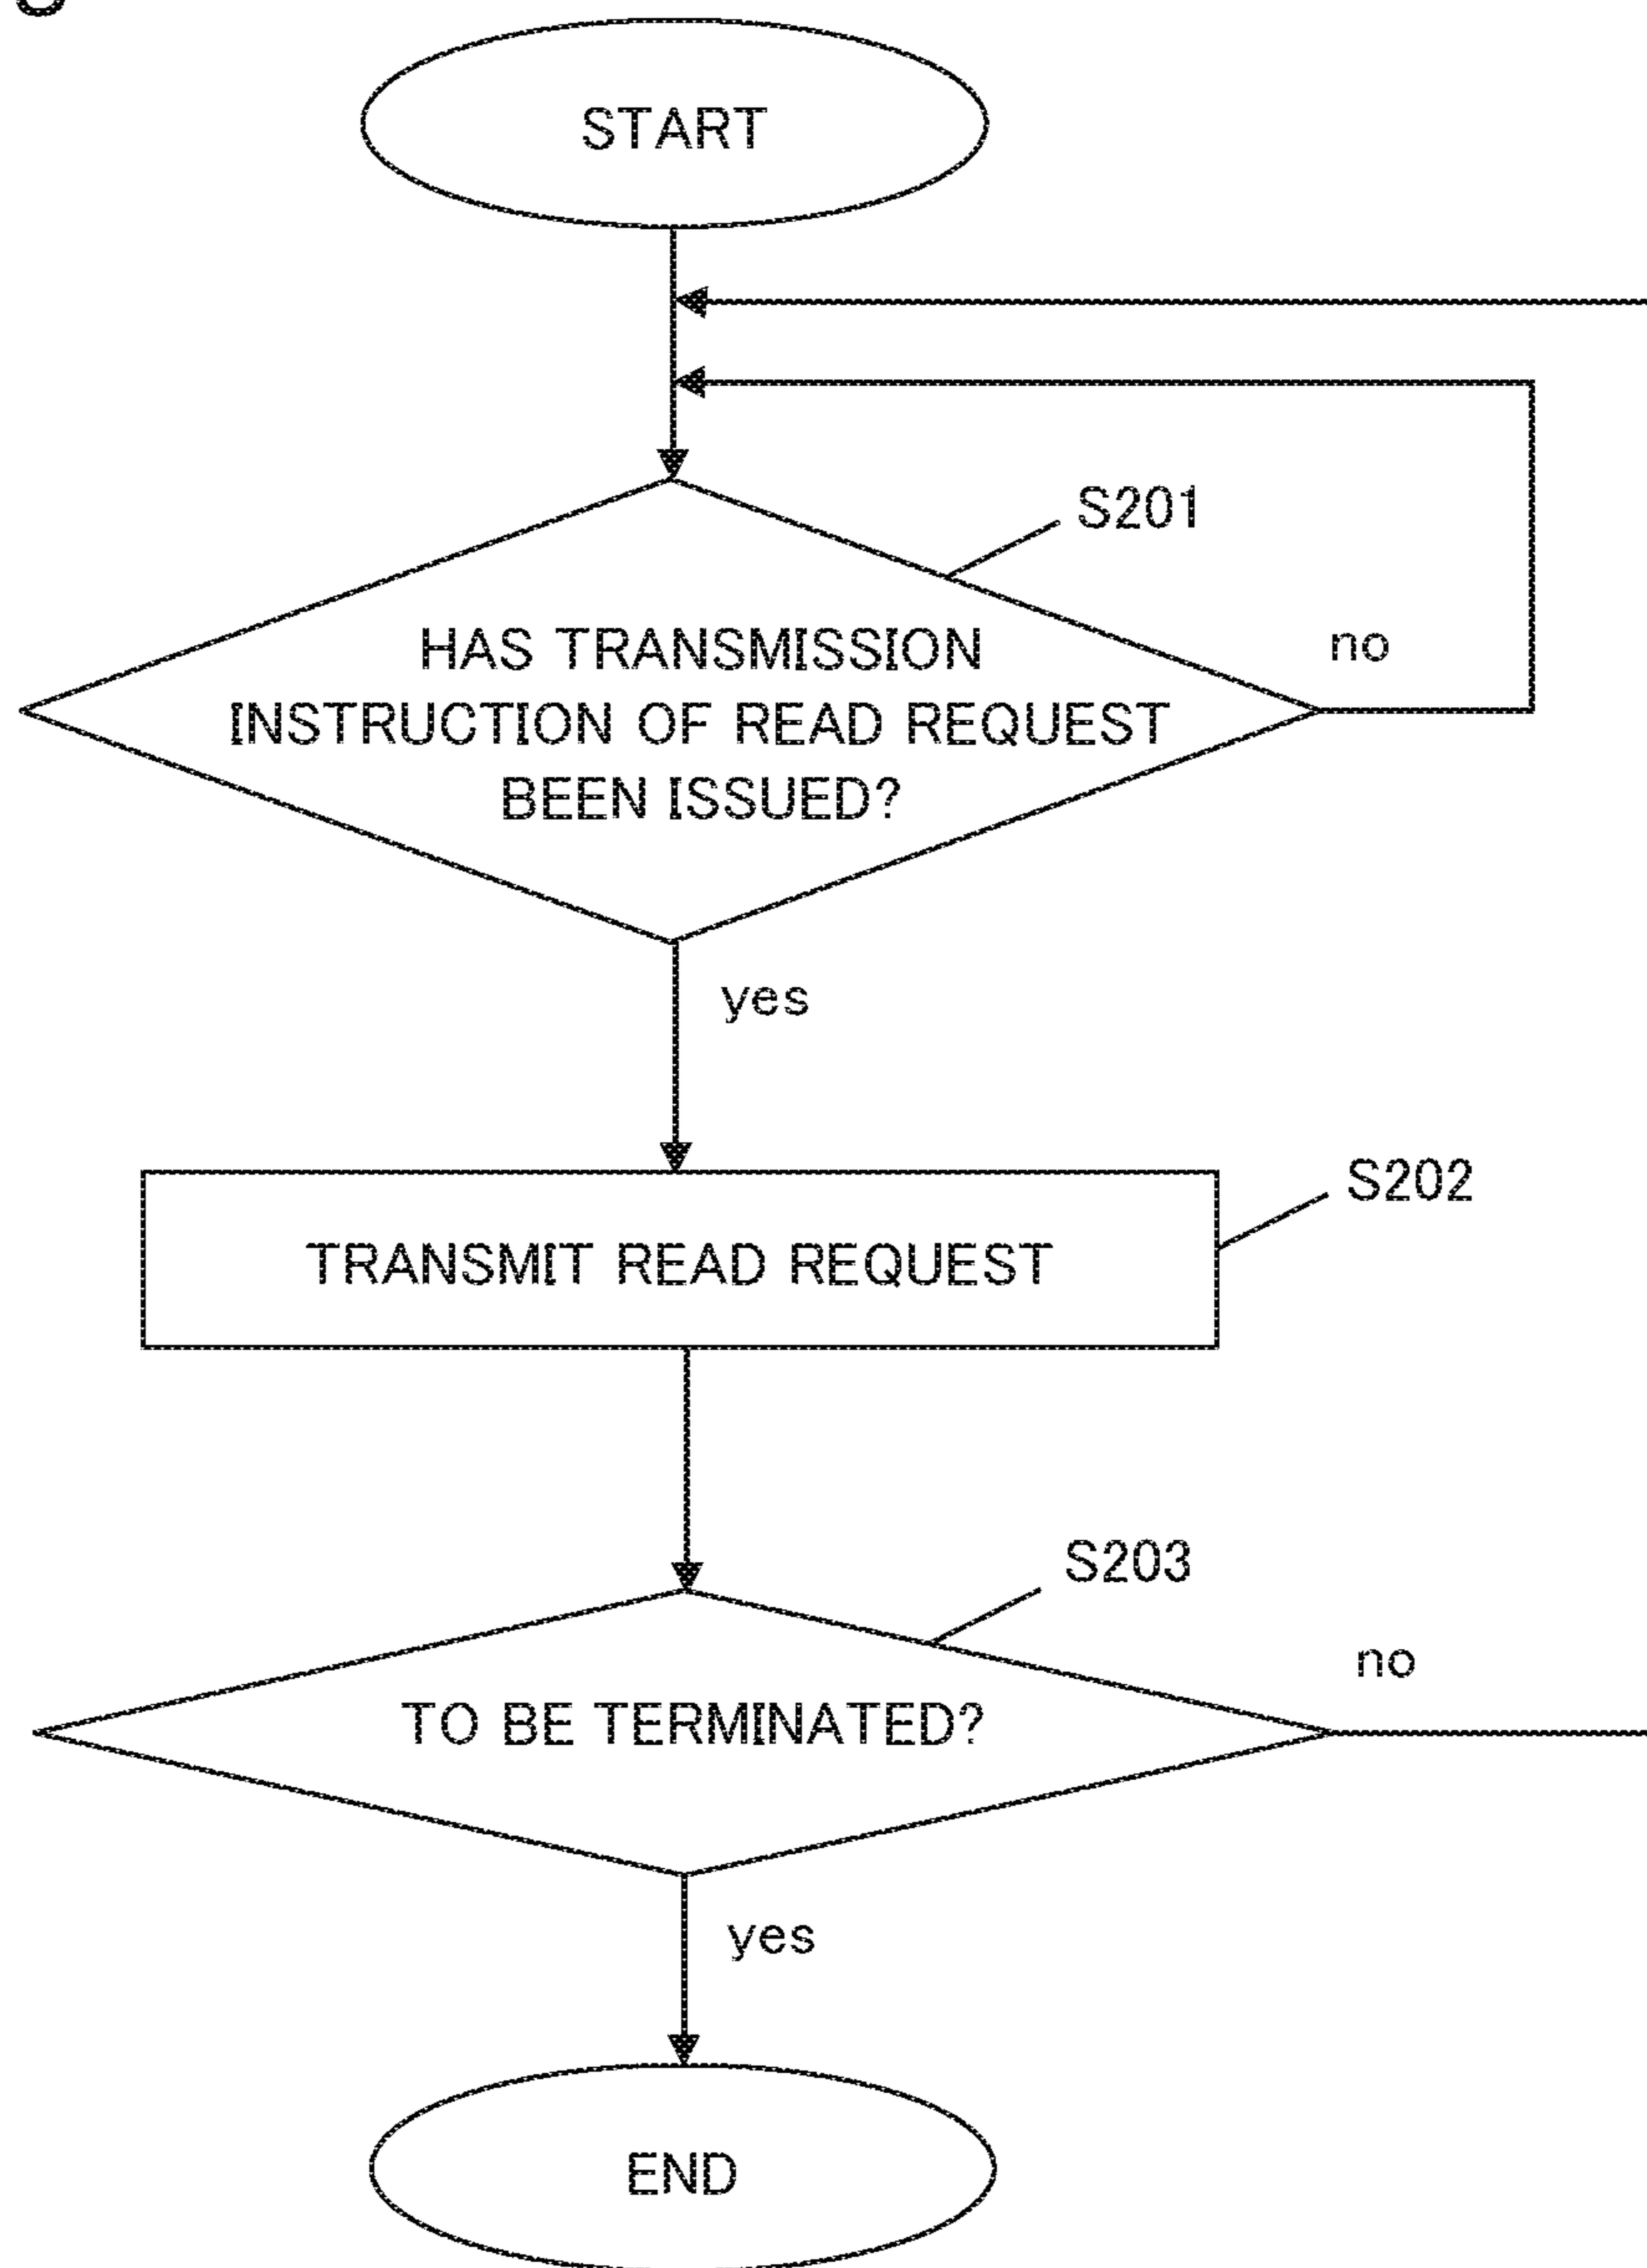 START
S201
HAS TRANSMISSION
no
INSTRUCTION OF READ REQUEST
BEEN ISSUED?
yes
S202
TRANSMIT READ REQUEST
S203
no
TO BE TERMINATED?
yes
END